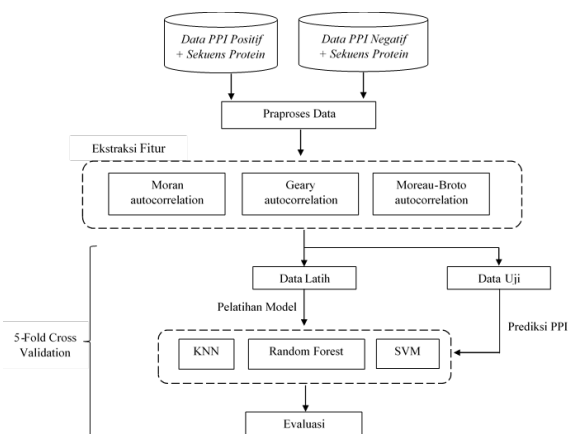 Data PPI Positif
+ Sekuens Protein
Data PPI Negatif
+ Sekuens Protein
Praproses Data
Ekstraksi Fitur
Moran
autocorrelation
Geary
autocorrelation
Moreau-Broto
autocorrelation
Data Latih
Data Uji
Pelatihan Model
Prediksi PPI
5-Fold Cross
Validation
KNN
Random Forest
SVM
Evaluasi